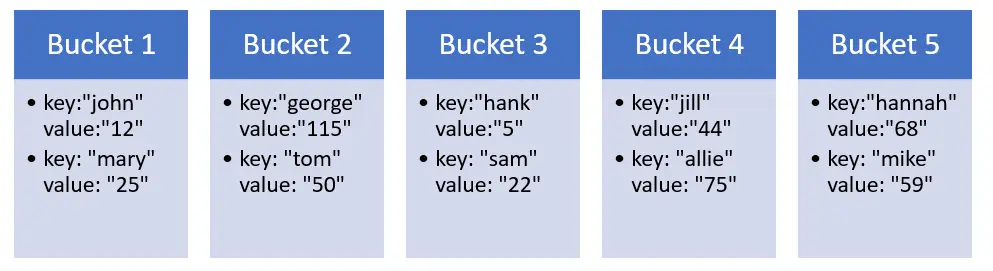 Bucket 1
• key:"john"
value:"12"
• key: "mary"
value: "25"
Bucket 2
• key:"george"
value:"115"
• key: "tom"
value: "50"
Bucket 3
• key:"hank"
value:"5"
• key: "sam"
value: "22"
Bucket 4
• key:"jill"
value:"44"
• key: "allie"
value: "75"
Bucket 5
• key:"hannah"
value:"68"
• key: "mike"
value: "59"